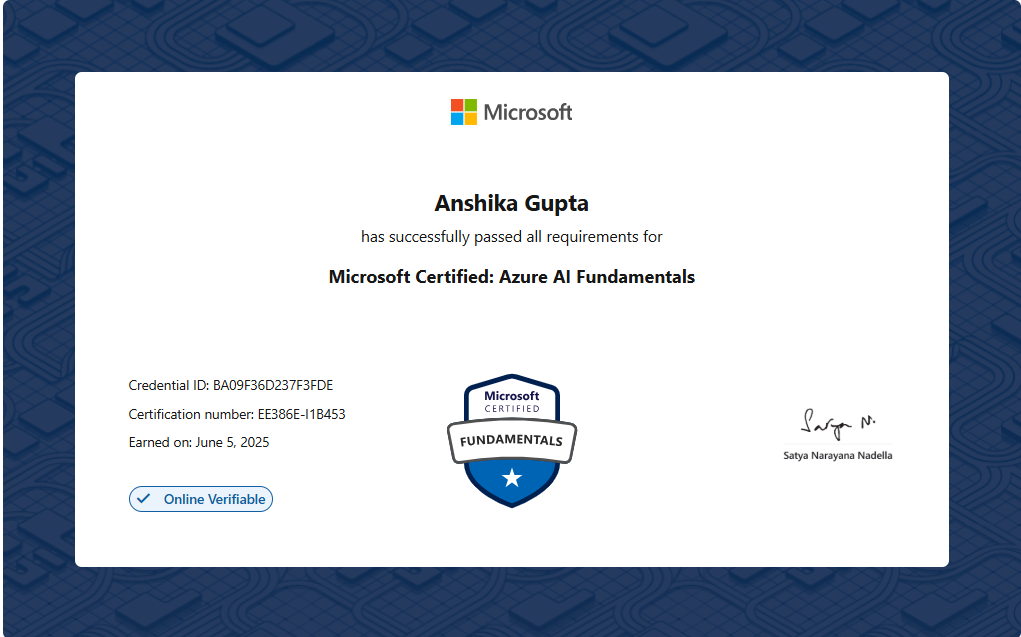 Microsoft
Anshika Gupta
has successfully passed all requirements for
Microsoft Certified: Azure AI Fundamentals
Credential ID: BA09F36D237F3FDE
Certification number: EE386E-I1B453
Earned on: June 5, 2025
Online Verifiable
Microsoft
CERTIFIED
FUNDAMENTALS
Satya N.
Satya Narayana Nadella